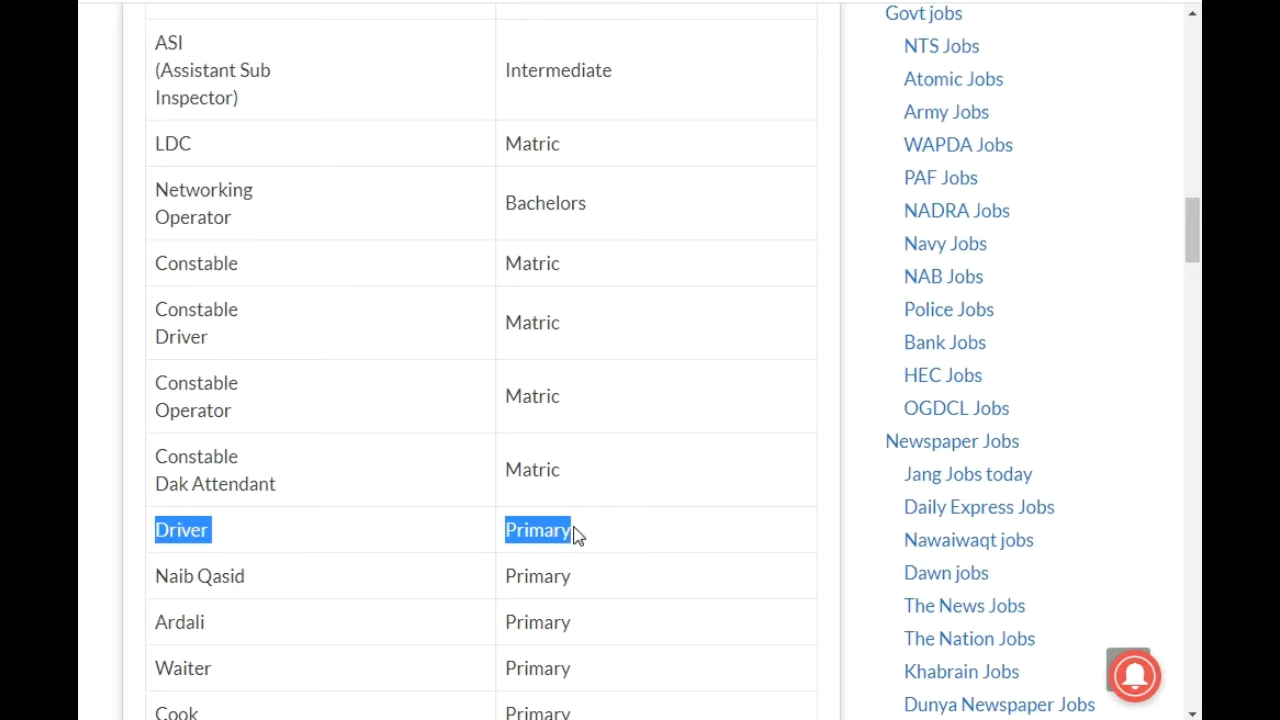 ASI
(Assistant Sub
Inspector)
Intermediate
LDC
Matric
Networking
Operator
Bachelors
Constable
Matric
Constable
Driver
Matric
Constable
Operator
Matric
Constable
Dak Attendant
Matric
Driver
Primary
Naib Qasid
Primary
Ardali
Primary
Waiter
Primary
Cook
Primary
Govt jobs
NTS Jobs
Atomic Jobs
Army Jobs
WAPDA Jobs
PAF Jobs
NADRA Jobs
Navy Jobs
NAB Jobs
Police Jobs
Bank Jobs
HEC Jobs
OGDCL Jobs
Newspaper Jobs
Jang Jobs today
Daily Express Jobs
Nawaiwaqt jobs
Dawn jobs
The News Jobs
The Nation Jobs
Khabrain Jobs
Dunya Newspaper Jobs